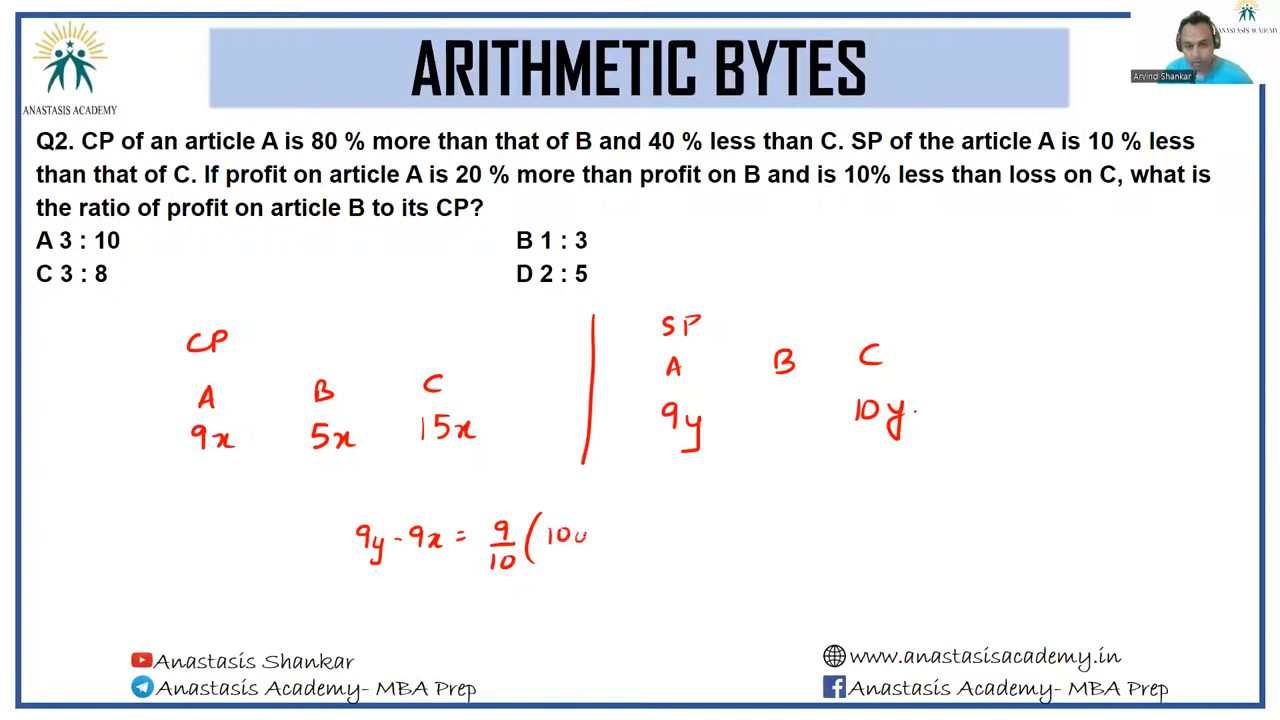 ANASTASIS ACADEMY
ARITHMETIC BYTES
ANASTASIS ACADEMY
Arvind Shankar
Q2. CP of an article A is 80 % more than that of B and 40 % less than C. SP of the article A is 10 % less
than that of C. If profit on article A is 20 % more than profit on B and is 10% less than loss on C, what is
the ratio of profit on article B to its CP?
A 3 : 10 B 1 : 3
C 3 : 8 D 2 : 5
CP
A B C
9x 5x 15x
SP
A B C
9y 10y.
9y - 9x = 9/10 (10
Anastasis Shankar
www.anastasisacademy.in
Anastasis Academy- MBA Prep
Anastasis Academy- MBA Prep